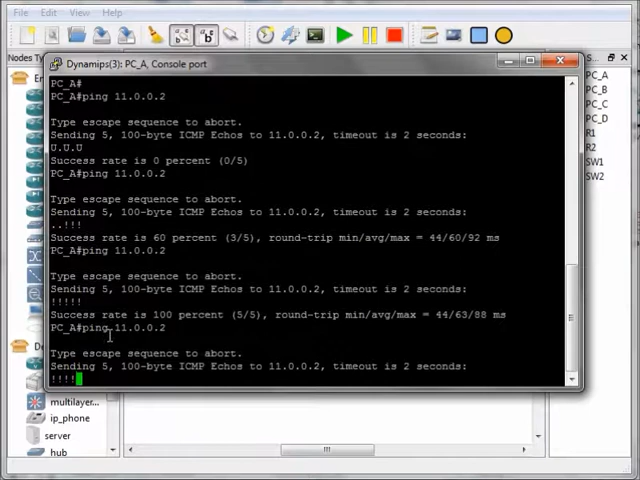 File View Device Help
Nodes Types
Dynamips(3): PC_A, Console port
PC_A#
PC_A#ping 11.0.0.2
Type escape sequence to abort.
Sending 5, 100-byte ICMP Echos to 11.0.0.2, timeout is 2 seconds:
U.U.U
Success rate is 0 percent (0/5)
PC_A#ping 11.0.0.2
Type escape sequence to abort.
Sending 5, 100-byte ICMP Echos to 11.0.0.2, timeout is 2 seconds:
..!!!
Success rate is 60 percent (3/5), round-trip min/avg/max = 44/60/92 ms
PC_A#ping 11.0.0.2
Type escape sequence to abort.
Sending 5, 100-byte ICMP Echos to 11.0.0.2, timeout is 2 seconds:
!!!!!
Success rate is 100 percent (5/5), round-trip min/avg/max = 44/63/88 ms
PC_A#ping 11.0.0.2
Type escape sequence to abort.
Sending 5, 100-byte ICMP Echos to 11.0.0.2, timeout is 2 seconds:
!!!!
PC_A
PC_B
PC_C
PC_D
R1
R2
SW1
SW2
multilayer...
ip_phone
server
hub